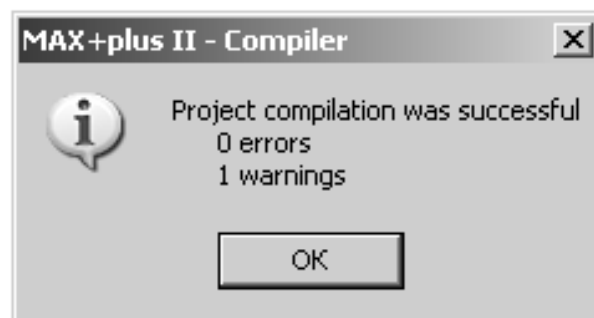 MAX+plus II - Compiler
Project compilation was successful
0 errors
1 warnings
OK